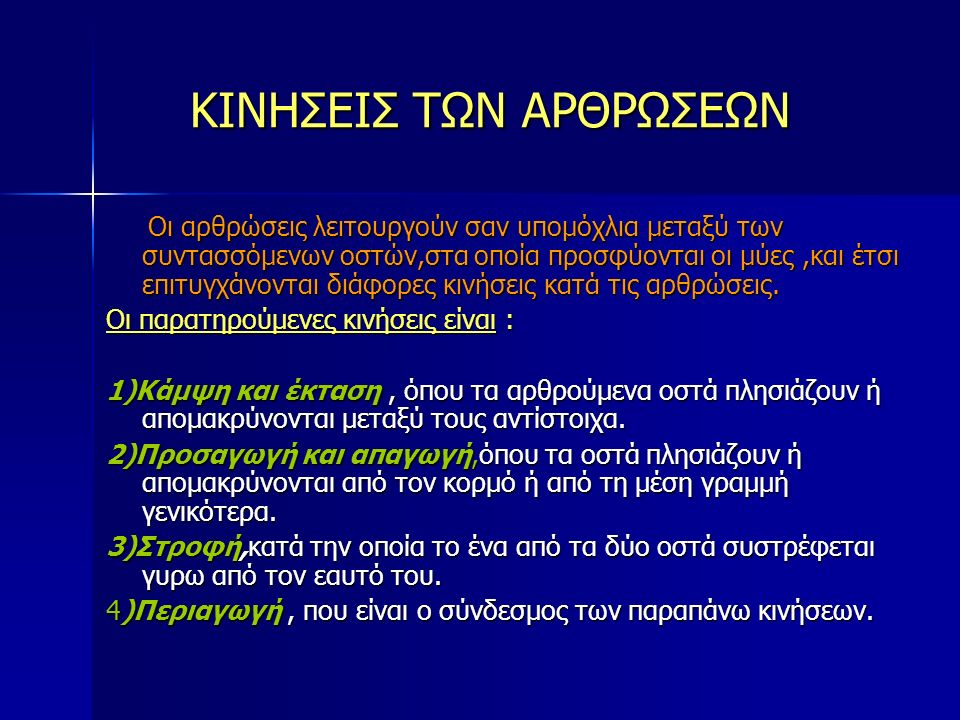 ΚΙΝΗΣΕΙΣ ΤΩΝ ΑΡΘΡΩΣΕΩΝ
Οι αρθρώσεις λειτουργούν σαν υπομόχλια μεταξύ των
συντασσόμενων οστών,στα οποία προσφύονται οι μύες ,και έτσι
επιτυγχάνονται διάφορες κινήσεις κατά τις αρθρώσεις.
Οι παρατηρούμενες κινήσεις είναι :
1)Κάμψη και έκταση , όπου τα αρθρούμενα οστά πλησιάζουν ή
απομακρύνονται μεταξύ τους αντίστοιχα.
2)Προσαγωγή και απαγωγή,όπου τα οστά πλησιάζουν ή
απομακρύνονται από τον κορμό ή από τη μέση γραμμή
γενικότερα.
3)Στροφή,κατά την οποία το ένα από τα δύο οστά συστρέφεται
γυρω από τον εαυτό του.
4)Περιαγωγή , που είναι ο σύνδεσμος των παραπάνω κινήσεων.